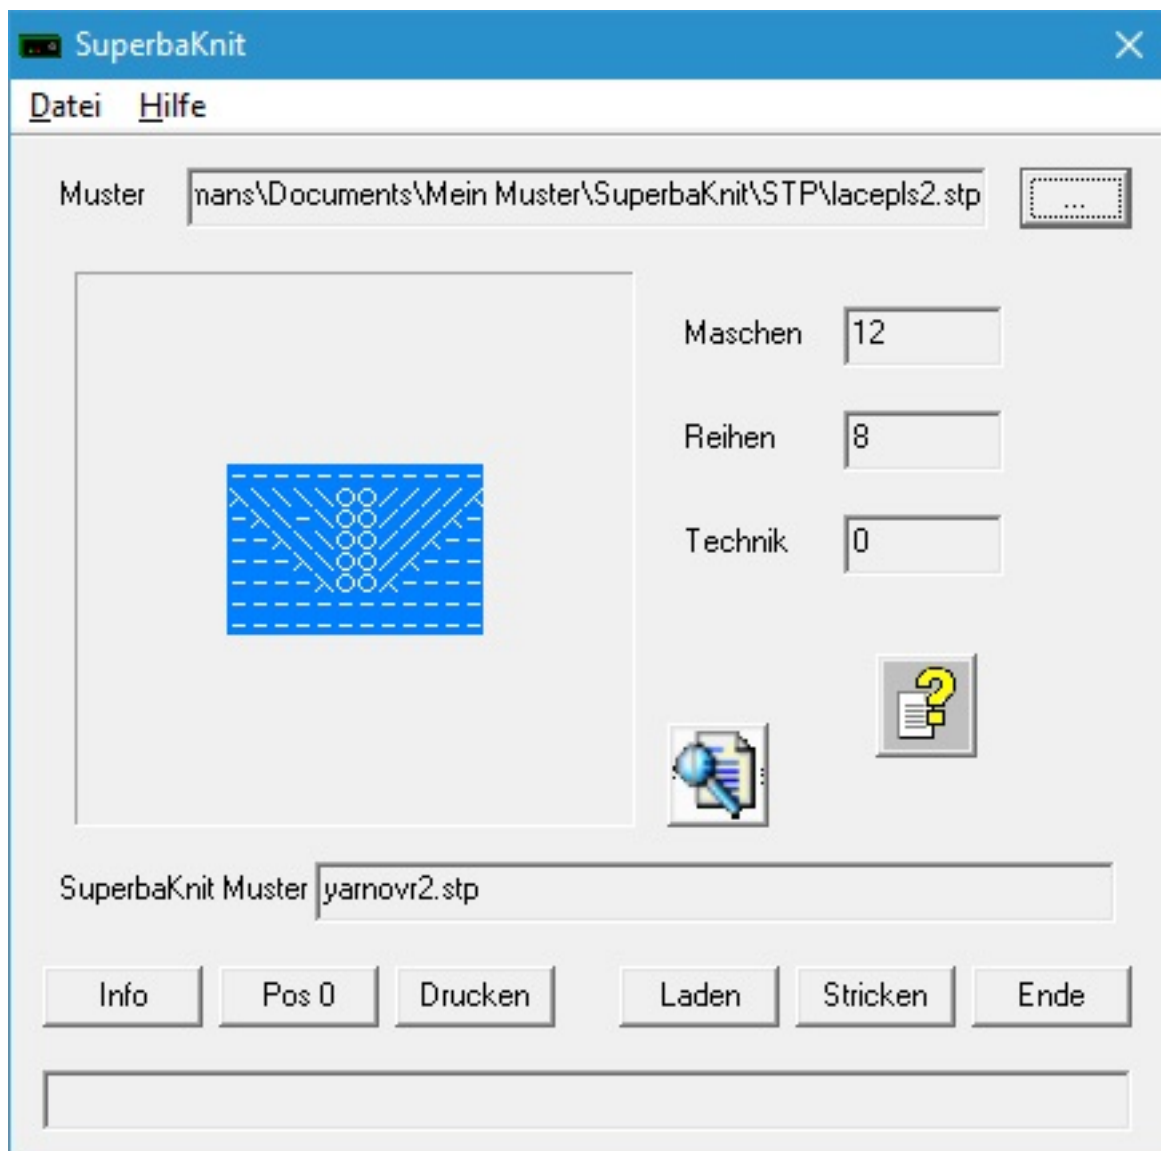 SuperbaKnit
Datei Hilfe
Muster nans\Documents\Mein Muster\SuperbaKnit\STP\lacepls2.stp ...
Maschen 12
Reihen 8
Technik 0
SuperbaKnit Muster yarnovr2.stp
Info Pos 0 Drucken Laden Stricken Ende